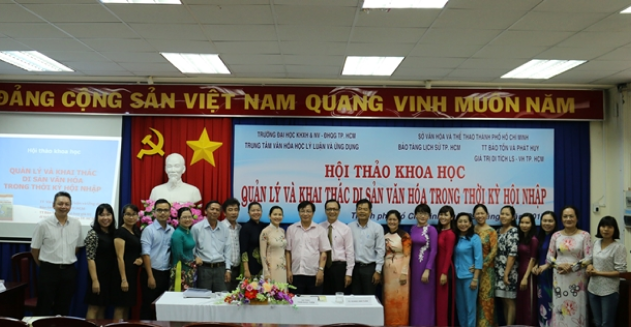 ĐẢNG CỘNG SẢN VIỆT NAM QUANG VINH MUÔN NĂM
HỘI THẢO KHOA HỌC
QUẢN LÝ VÀ KHAI THÁC
DI SẢN VĂN HÓA
TRONG THỜI KỲ HỘI NHẬP
TRƯỜNG ĐẠI HỌC KHXH & NV - ĐHQG TP. HCM
TRUNG TÂM VĂN HÓA HỌC LÝ LUẬN VÀ ỨNG DỤNG
SỞ VĂN HÓA VÀ THỂ THAO THÀNH PHỐ HỒ CHÍ MINH
BẢO TÀNG LỊCH SỬ TP. HCM
TT BẢO TỒN VÀ PHÁT HUY
GIÁ TRỊ DI TÍCH LS - VH TP. HCM
HỘI THẢO KHOA HỌC
QUẢN LÝ VÀ KHAI THÁC DI SẢN VĂN HÓA TRONG THỜI KỲ HỘI NHẬP